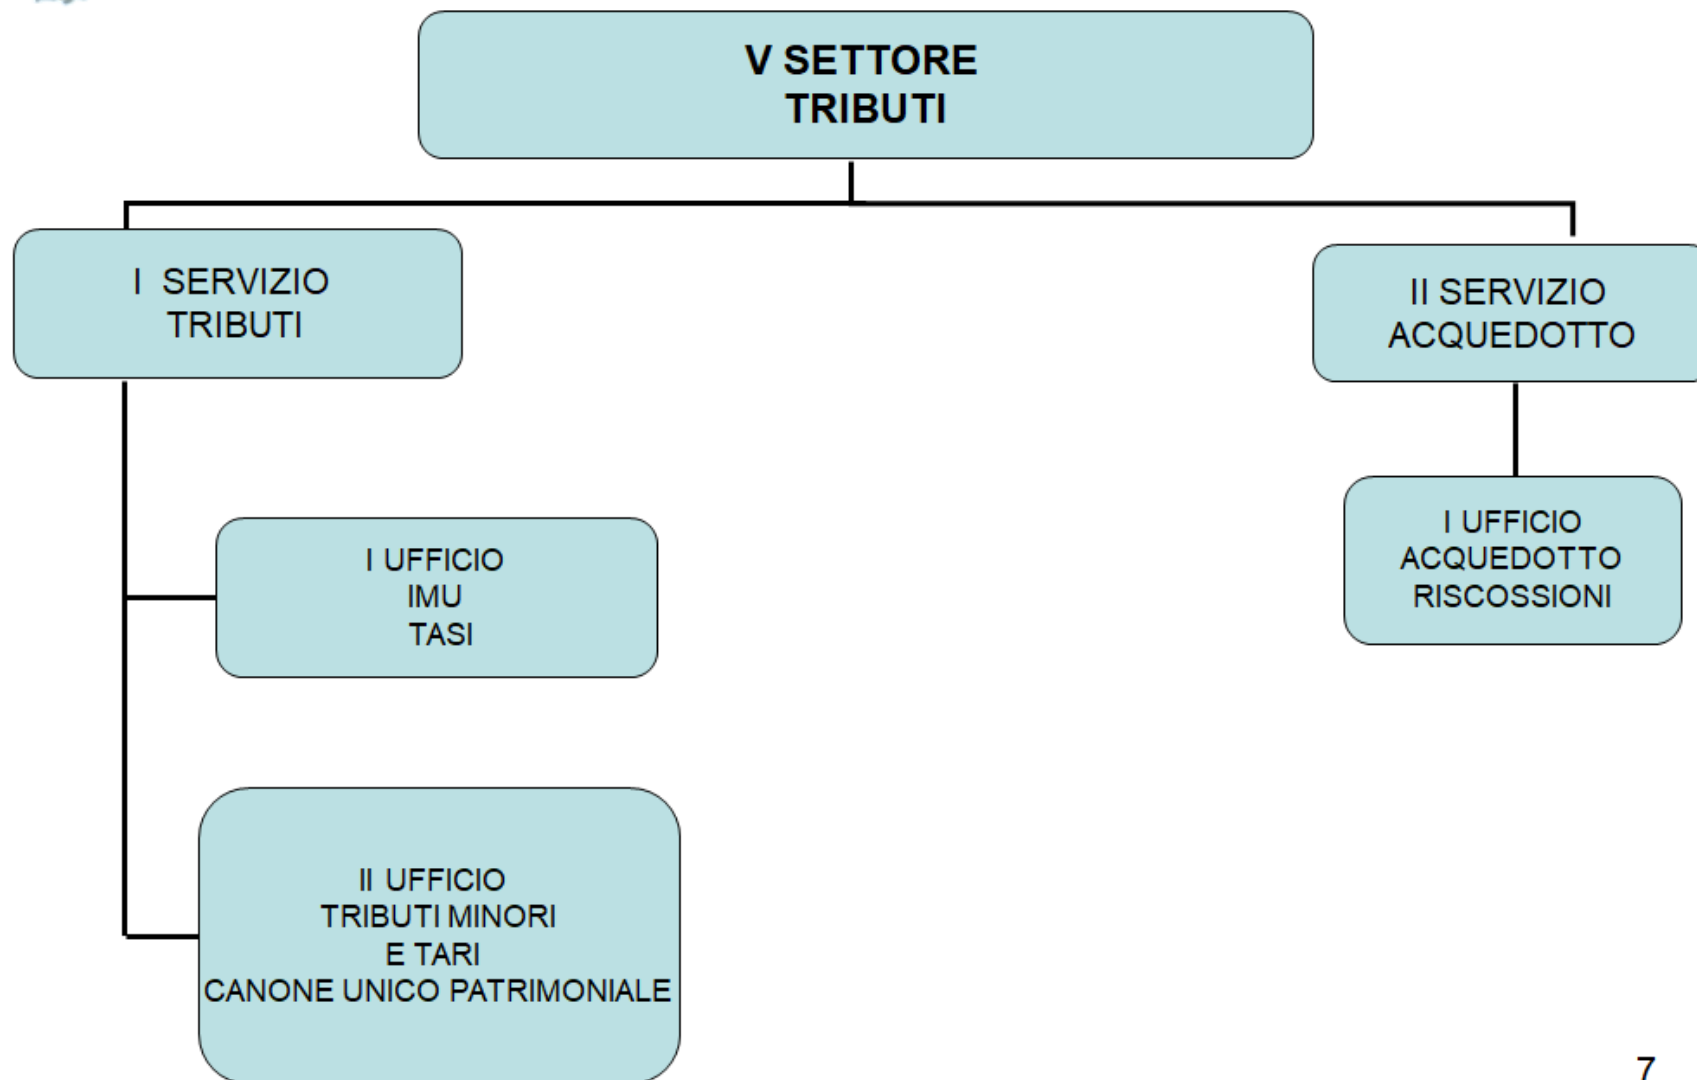 V SETTORE
TRIBUTI
I SERVIZIO
TRIBUTI
II SERVIZIO
ACQUEDOTTO
I UFFICIO
IMU
TASI
I UFFICIO
ACQUEDOTTO
RISCOSSIONI
II UFFICIO
TRIBUTI MINORI
E TARI
CANONE UNICO PATRIMONIALE
7